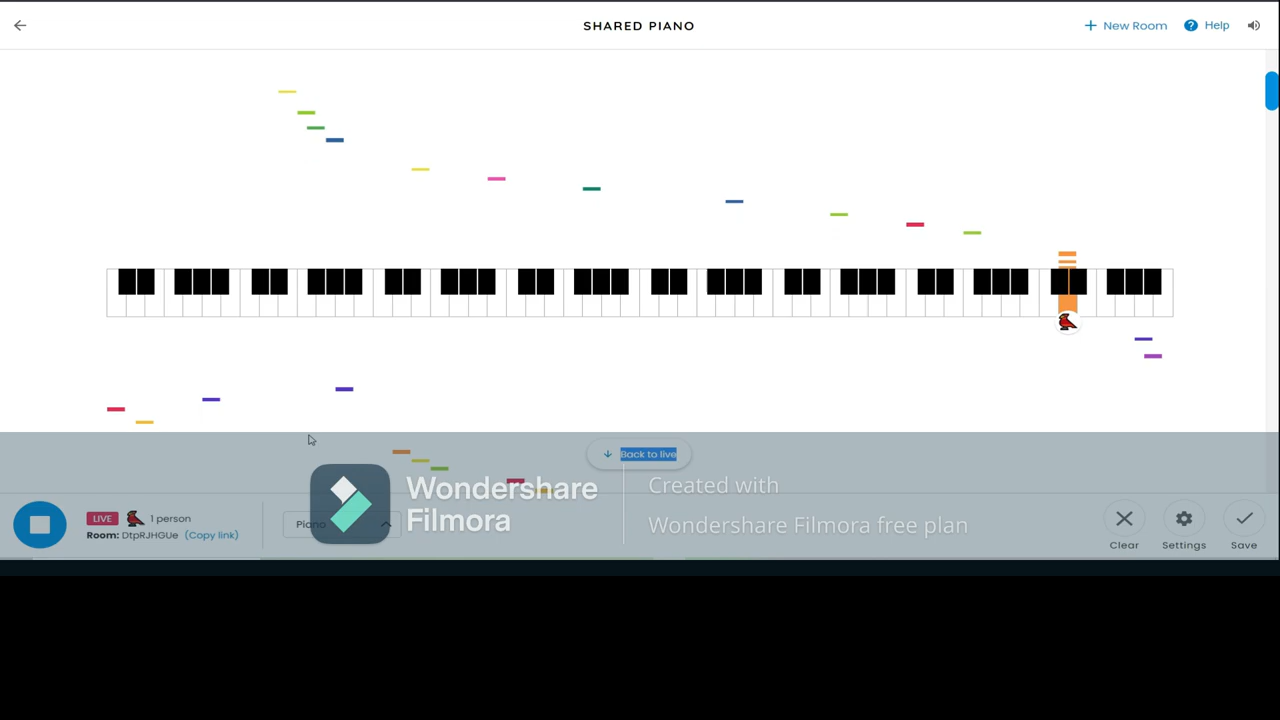 SHARED PIANO
New Room
Help
Back to live
Wondershare
Filmora
Created with
Wondershare Filmora free plan
LIVE 1 person
Room: DtpRJHGUe (Copy link)
Piano
Clear
Settings
Save